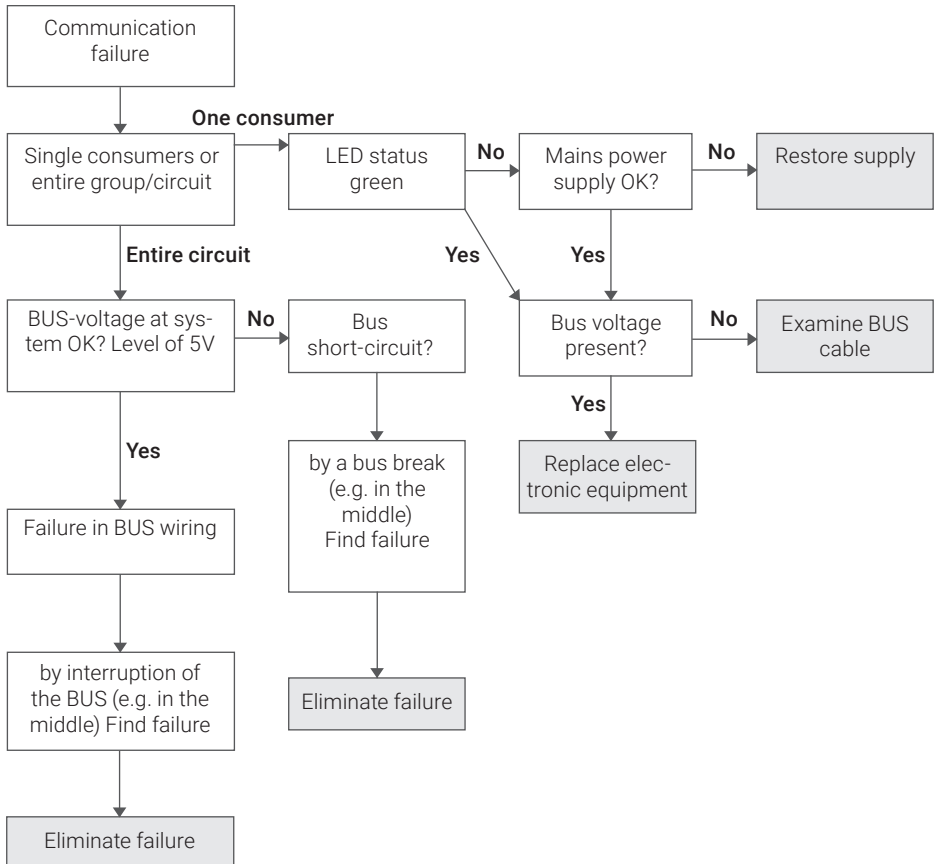 Communication
failure
One consumer
Single consumers or
entire group/circuit
LED status
green
No
Mains power
supply OK?
No
Restore supply
Entire circuit
Yes
Yes
BUS-voltage at sys-
tem OK? Level of 5V
No
Bus
short-circuit?
Bus voltage
present?
No
Examine BUS
cable
Yes
Yes
by a bus break
(e.g. in the
middle)
Find failure
Replace elec-
tronic equipment
Failure in BUS wiring
by interruption of
the BUS (e.g. in the
middle) Find failure
Eliminate failure
Eliminate failure